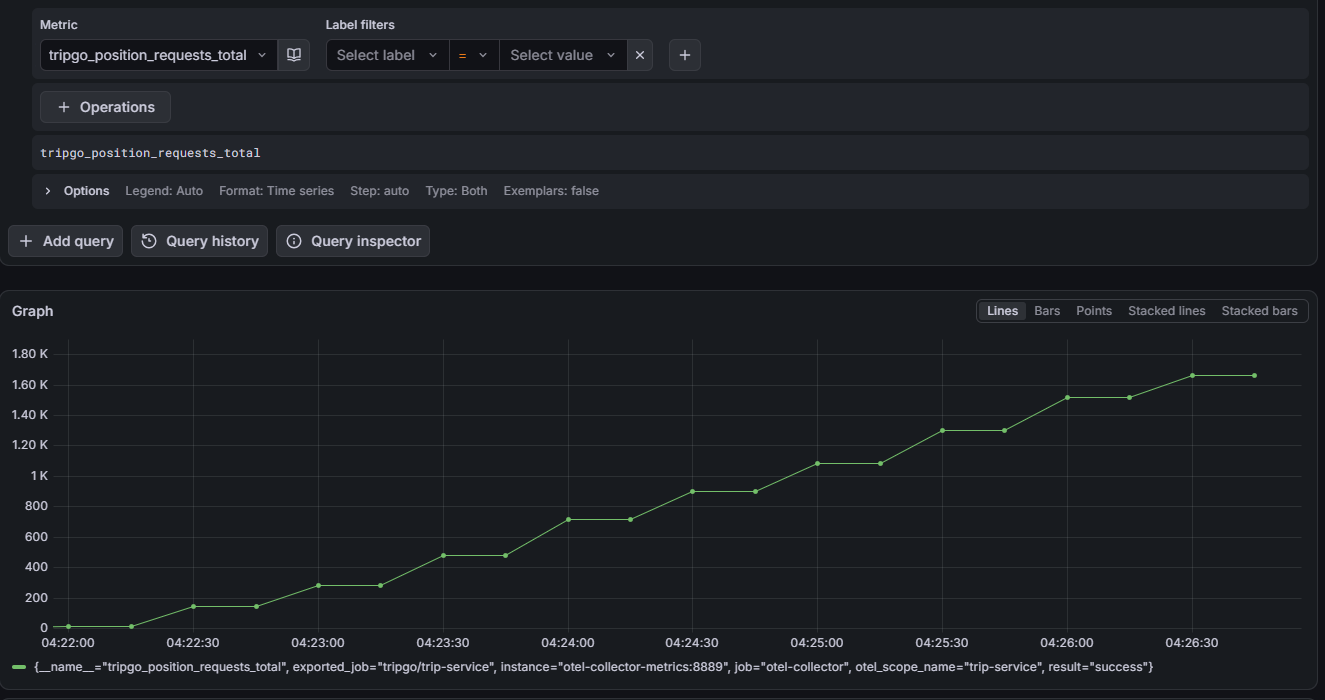 Metric Label filters
tripgo_position_requests_total Select label = Select value
Operations
tripgo_position_requests_total
Options Legend: Auto Format: Time series Step: auto Type: Both Exemplars: false
Add query Query history Query inspector
Graph Lines Bars Points Stacked lines Stacked bars
1.80 K
1.60 K
1.40 K
1.20 K
1 K
800
600
400
200
0
04:22:00 04:22:30 04:23:00 04:23:30 04:24:00 04:24:30 04:25:00 04:25:30 04:26:00 04:26:30
{__name__="tripgo_position_requests_total", exported_job="tripgo/trip-service", instance="otel-collector-metrics:8889", job="otel-collector", otel_scope_name="trip-service", result="success"}